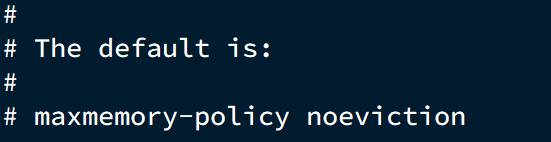 #
# The default is:
#
# maxmemory-policy noeviction